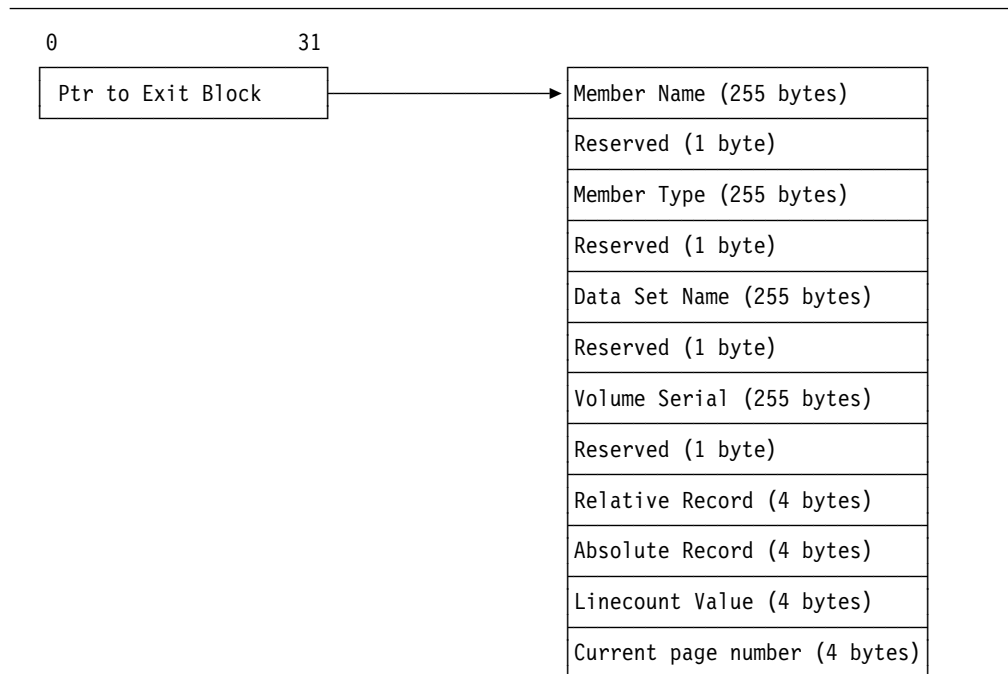 0 31
Ptr to Exit Block Member Name (255 bytes)
Reserved (1 byte)
Member Type (255 bytes)
Reserved (1 byte)
Data Set Name (255 bytes)
Reserved (1 byte)
Volume Serial (255 bytes)
Reserved (1 byte)
Relative Record (4 bytes)
Absolute Record (4 bytes)
Linecount Value (4 bytes)
Current page number (4 bytes)